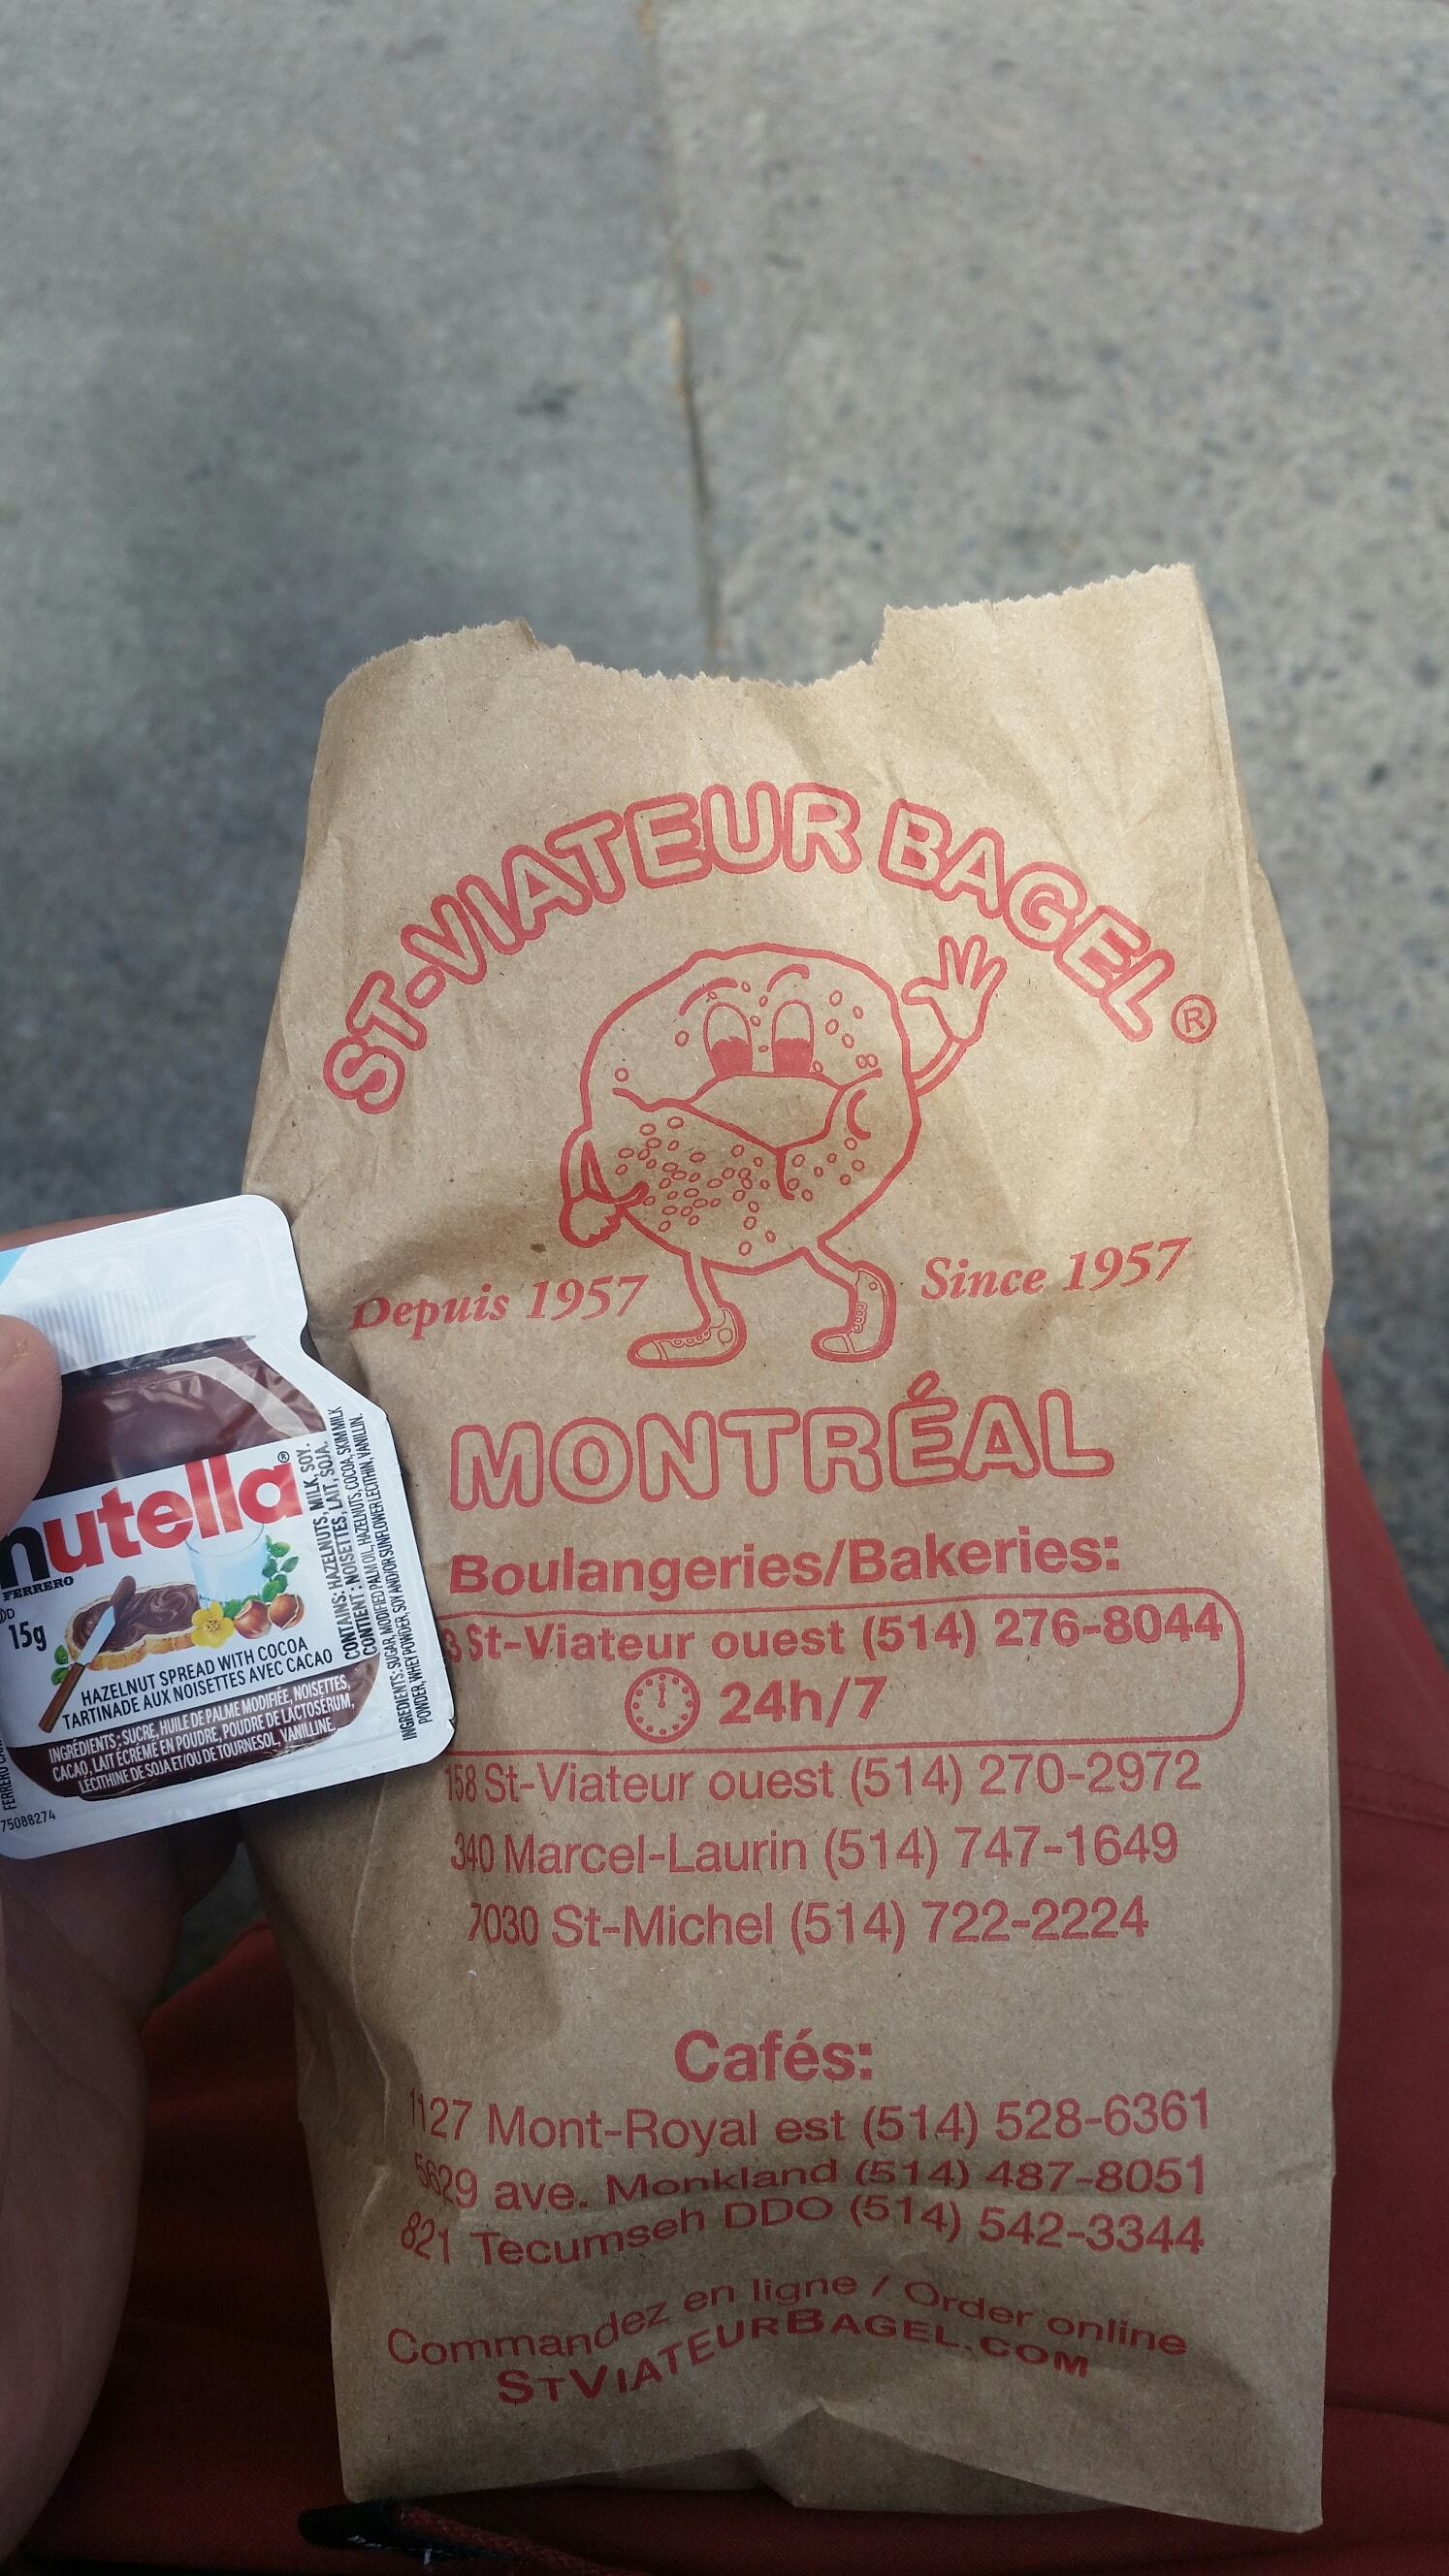 ST-VIATEUR BAGEL®
Depuis 1957
Since 1957
MONTRÉAL
Boulangeries/Bakeries:
St-Viateur ouest (514) 276-8044
24h/7
158 St-Viateur ouest (514) 270-2972
340 Marcel-Laurin (514) 747-1649
7030 St-Michel (514) 722-2224
Cafés:
1127 Mont-Royal est (514) 528-6361
5629 ave. Monkland (514) 487-8051
821 Tecumseh DDO (514) 542-3344
Commandez en ligne / Order online
STVIATEURBAGEL.COM
nutella®
FERRERO
15g
HAZELNUT SPREAD WITH COCOA
TARTINADE AUX NOISETTES AVEC CACAO
INGRÉDIENTS : SUCRE, HUILE DE PALME MODIFIÉE, NOISETTES,
CACAO, LAIT ÉCRÉMÉ EN POUDRE, POUDRE DE LACTOSÉRUM,
LÉCITHINE DE SOJA ET/OU DE TOURNESOL, VANILLINE.
CONTAINS: HAZELNUTS, MILK, SOY.
CONTIENT : NOISETTES, LAIT, SOJA.
INGREDIENTS: SUGAR, MODIFIED PALM OIL, HAZELNUTS, COCOA, SKIM MILK
POWDER, WHEY POWDER, SOY AND/OR SUNFLOWER LECITHIN, VANILLIN.
75088274